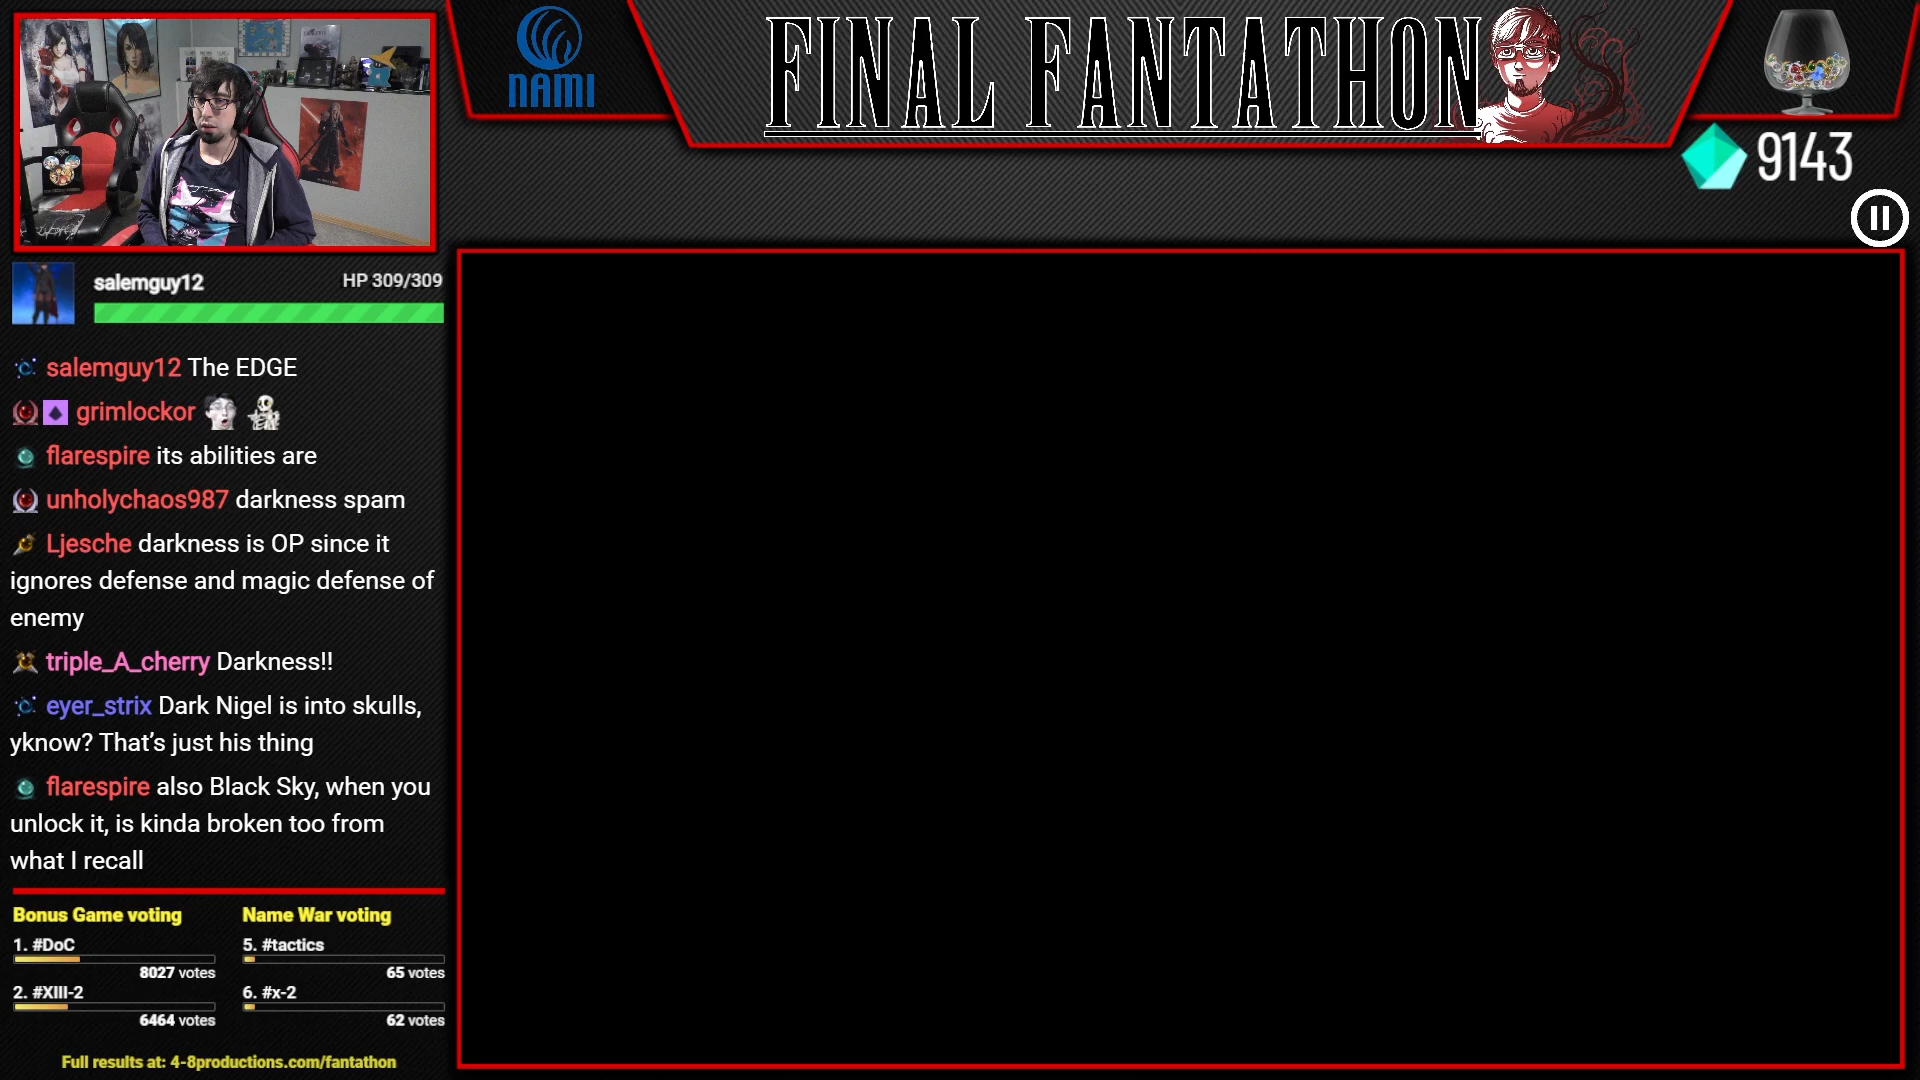 NAMI
FINAL FANTATHON
9143
salemguy12 HP 309/309
salemguy12 The EDGE
grimlockor
flarespire its abilities are
unholychaos987 darkness spam
Ljesche darkness is OP since it
ignores defense and magic defense of
enemy
triple_A_cherry Darkness!!
eyer_strix Dark Nigel is into skulls,
yknow? That's just his thing
flarespire also Black Sky, when you
unlock it, is kinda broken too from
what I recall
Bonus Game voting
1. #DoC
8027 votes
2. #XIII-2
6464 votes
Name War voting
5. #tactics
65 votes
6. #x-2
62 votes
Full results at: 4-8productions.com/fantathon